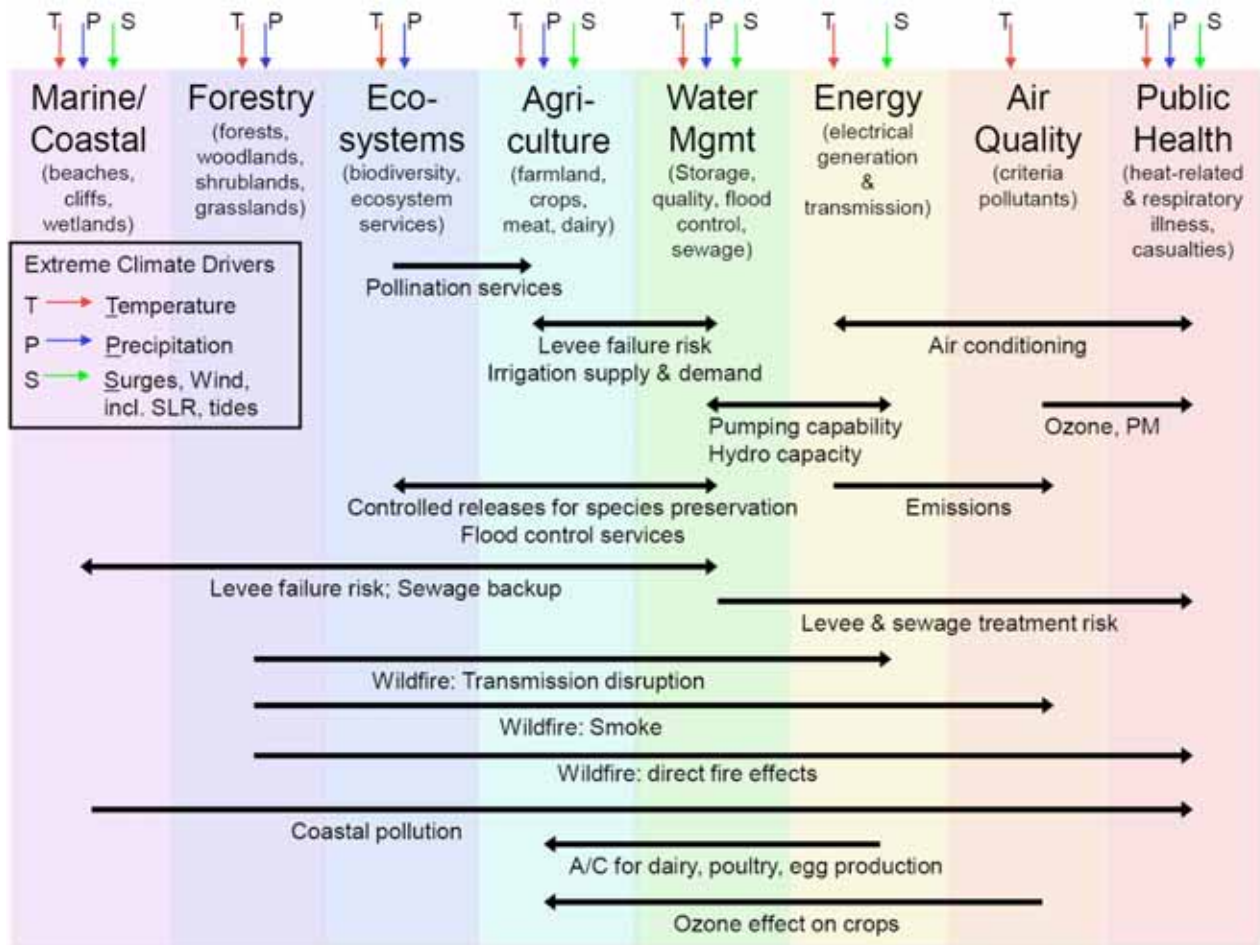 T P S
T P
T P
T P S
T P S
T S
T
T P S
Marine/
Coastal
(beaches,
cliffs,
wetlands)
Forestry
(forests,
woodlands,
shrublands,
grasslands)
Eco-
systems
(biodiversity,
ecosystem
services)
Agri-
culture
(farmland,
crops,
meat, dairy)
Water
Mgmt
(Storage,
quality, flood
control,
sewage)
Energy
(electrical
generation
&
transmission)
Air
Quality
(criteria
pollutants)
Public
Health
(heat-related
& respiratory
illness,
casualties)
Extreme Climate Drivers
T Temperature
P Precipitation
S Surges, Wind,
incl. SLR, tides
Pollination services
Levee failure risk
Irrigation supply & demand
Air conditioning
Pumping capability
Hydro capacity
Ozone, PM
Controlled releases for species preservation
Flood control services
Emissions
Levee failure risk; Sewage backup
Levee & sewage treatment risk
Wildfire: Transmission disruption
Wildfire: Smoke
Wildfire: direct fire effects
Coastal pollution
A/C for dairy, poultry, egg production
Ozone effect on crops